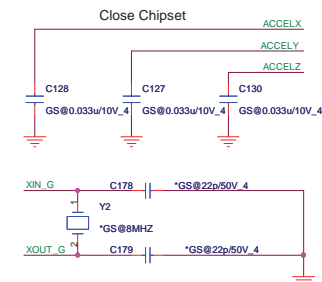 Close Chipset
ACCELX
ACCELY
ACCELZ
C128 C127 C130
GS@0.033u/10V_4 GS@0.033u/10V_4 GS@0.033u/10V_4
XIN_G C178 *GS@22p/50V_4
1
Y2
*GS@8MHZ
2
XOUT_G C179 *GS@22p/50V_4